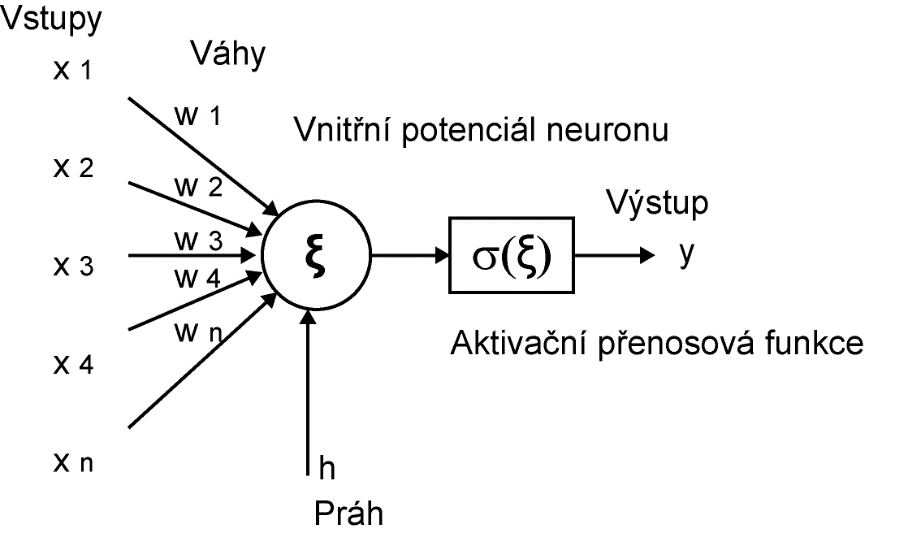 Vstupy
Váhy
x 1
w 1
Vnitřní potenciál neuronu
x 2
w 2
Výstup
w 3
ξ
σ(ξ)
y
x 3
w 4
w n
Aktivační přenosová funkce
x 4
x n
h
Práh